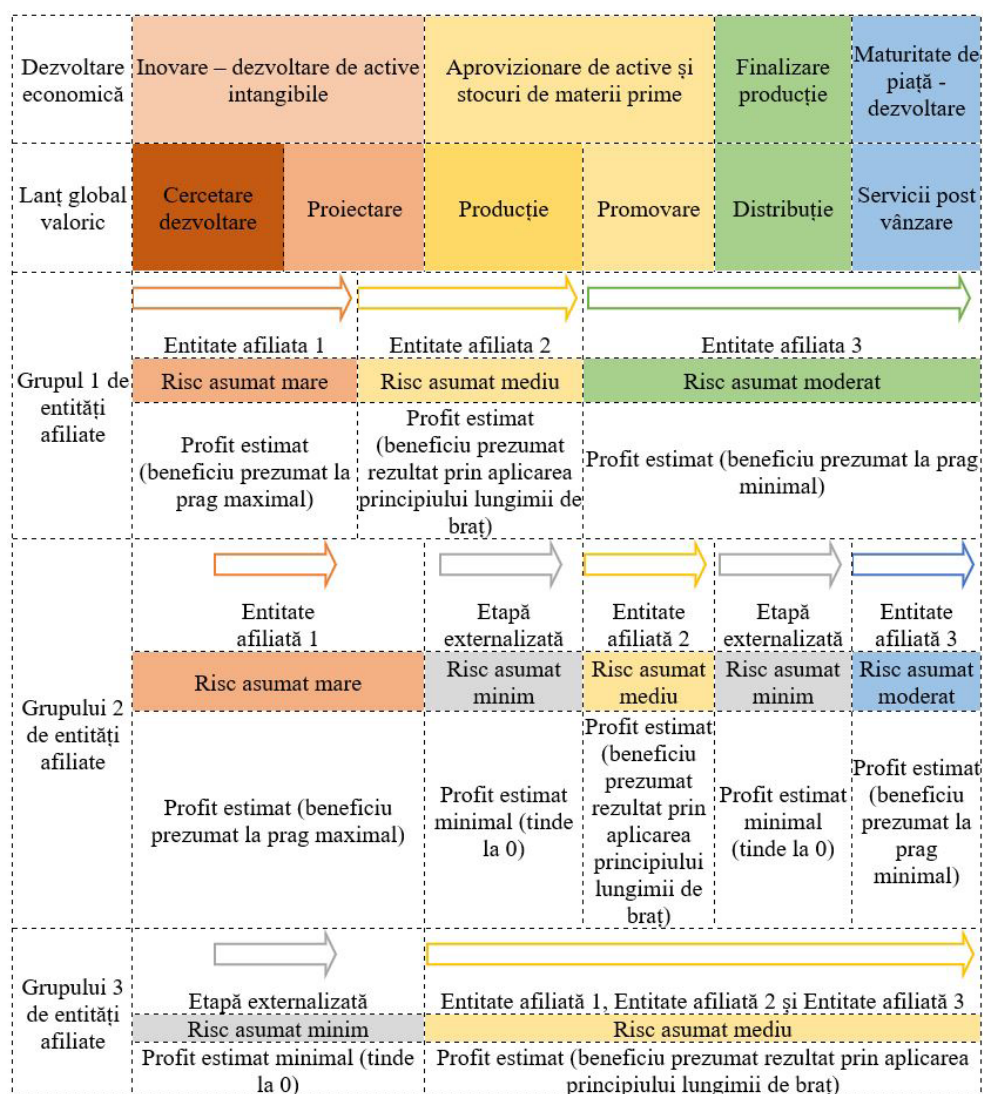 Dezvoltare
economică
Inovare – dezvoltare de active
intangibile
Aprovizionare de active și
stocuri de materii prime
Finalizare
producție
Maturitate de
piață -
dezvoltare
Lanț global
valoric
Cercetare
dezvoltare
Proiectare
Producție
Promovare
Distribuție
Servicii post
vânzare
Grupul 1 de
entități
afiliate
Entitate afiliata 1
Entitate afiliata 2
Entitate afiliata 3
Risc asumat mare
Risc asumat mediu
Risc asumat moderat
Profit estimat
(beneficiu prezumat la
prag maximal)
Profit estimat
(beneficiu prezumat
rezultat prin aplicarea
principiului lungimii de
braț)
Profit estimat (beneficiu prezumat la prag
minimal)
Grupului 2
de entități
afiliate
Entitate
afiliată 1
Etapă
externalizată
Entitate
afiliată 2
Etapă
externalizată
Entitate
afiliată 3
Risc asumat mare
Risc asumat
minim
Risc asumat
mediu
Risc asumat
minim
Risc asumat
moderat
Profit estimat (beneficiu
prezumat la prag maximal)
Profit estimat
minimal (tinde
la 0)
Profit estimat
(beneficiu
prezumat
rezultat prin
aplicarea
principiului
lungimii de
braț)
Profit estimat
minimal
(tinde la 0)
Profit estimat
(beneficiu
prezumat la
prag
minimal)
Grupului 3
de entități
afiliate
Etapă externalizată
Entitate afiliată 1, Entitate afiliată 2 și Entitate afiliată 3
Risc asumat minim
Risc asumat mediu
Profit estimat minimal (tinde
la 0)
Profit estimat (beneficiu prezumat rezultat prin aplicarea
principiului lungimii de braț)